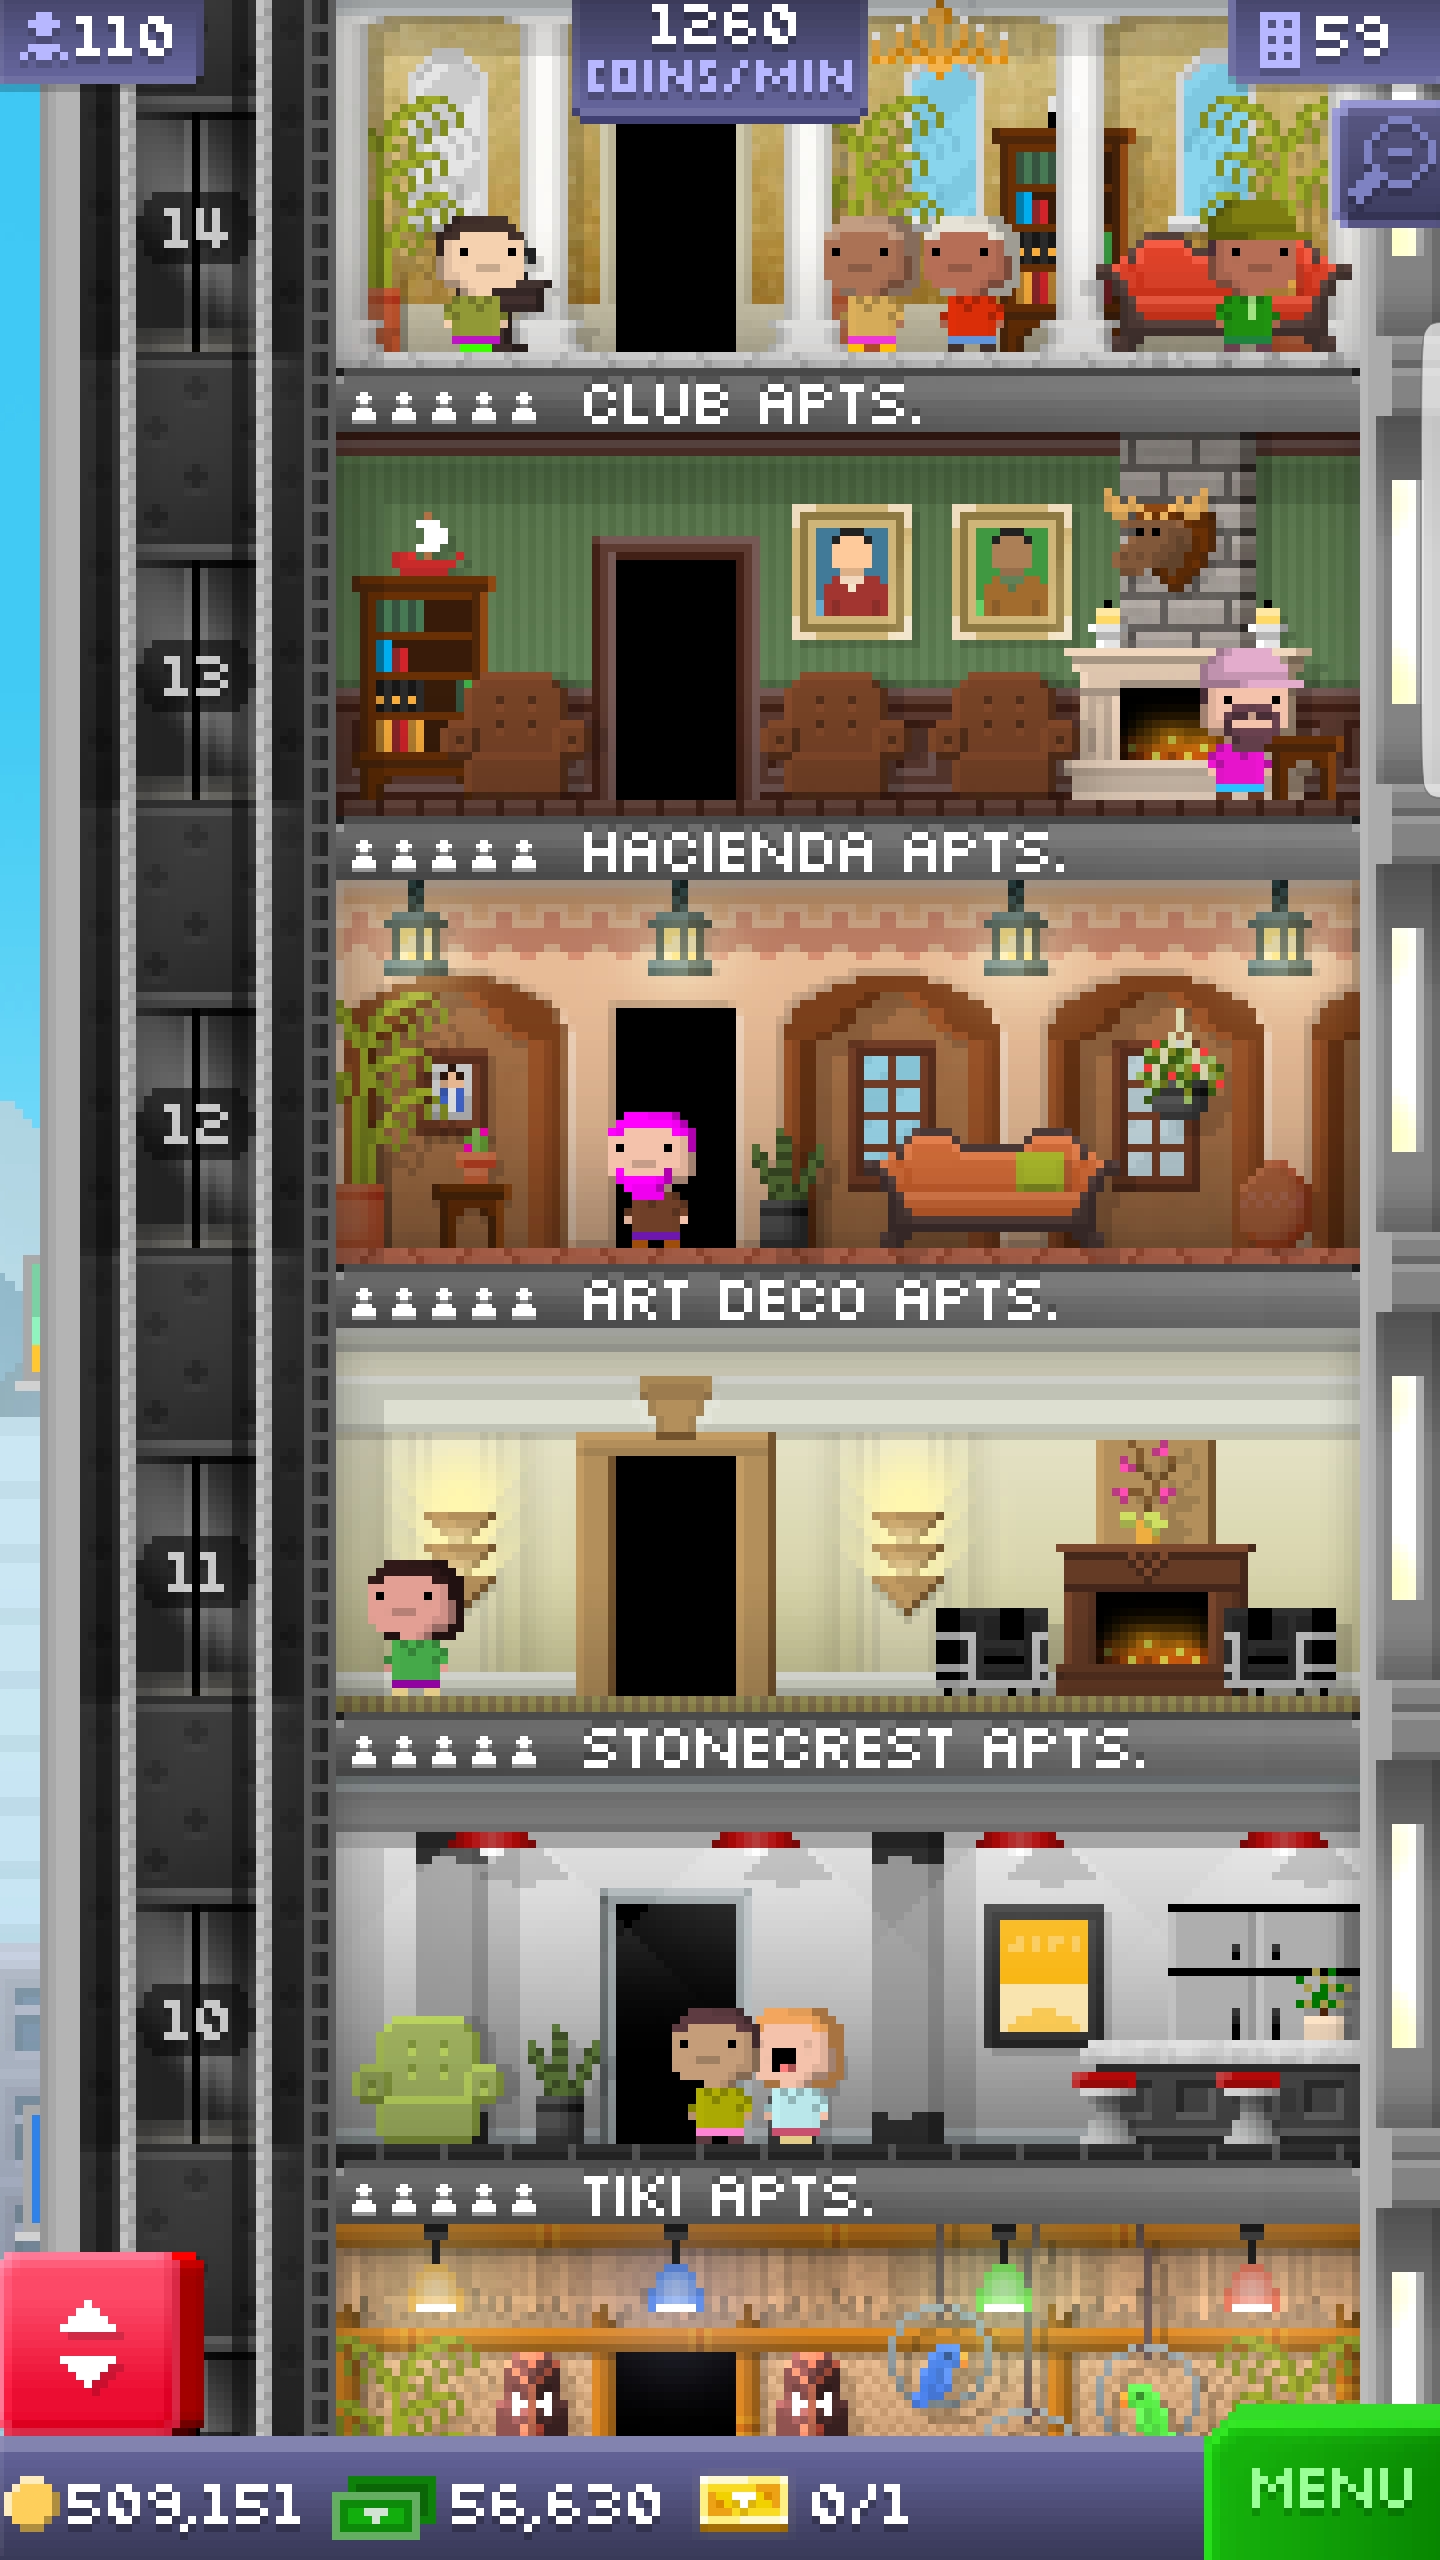 110
1260
COINS/MIN
59
14
CLUB APTS.
13
HACIENDA APTS.
12
ART DECO APTS.
11
STONECREST APTS.
10
TIKI APTS.
509,151
56,630
0/1
MENU